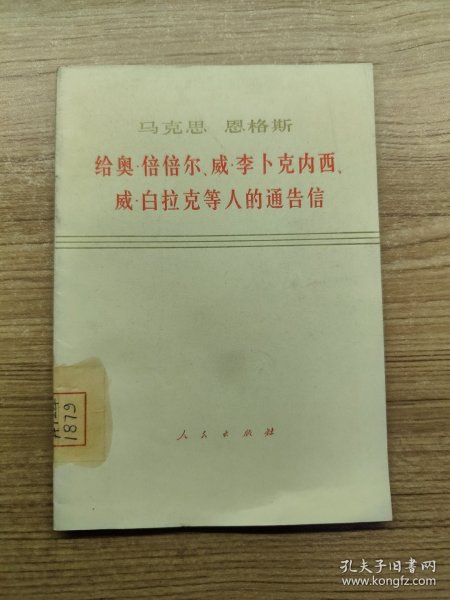 马克思 恩格斯
给奥·倍倍尔、威·李卜克内西、
威·白拉克等人的通告信
1879
人民出版社
孔夫子旧书网
www.kongfz.com